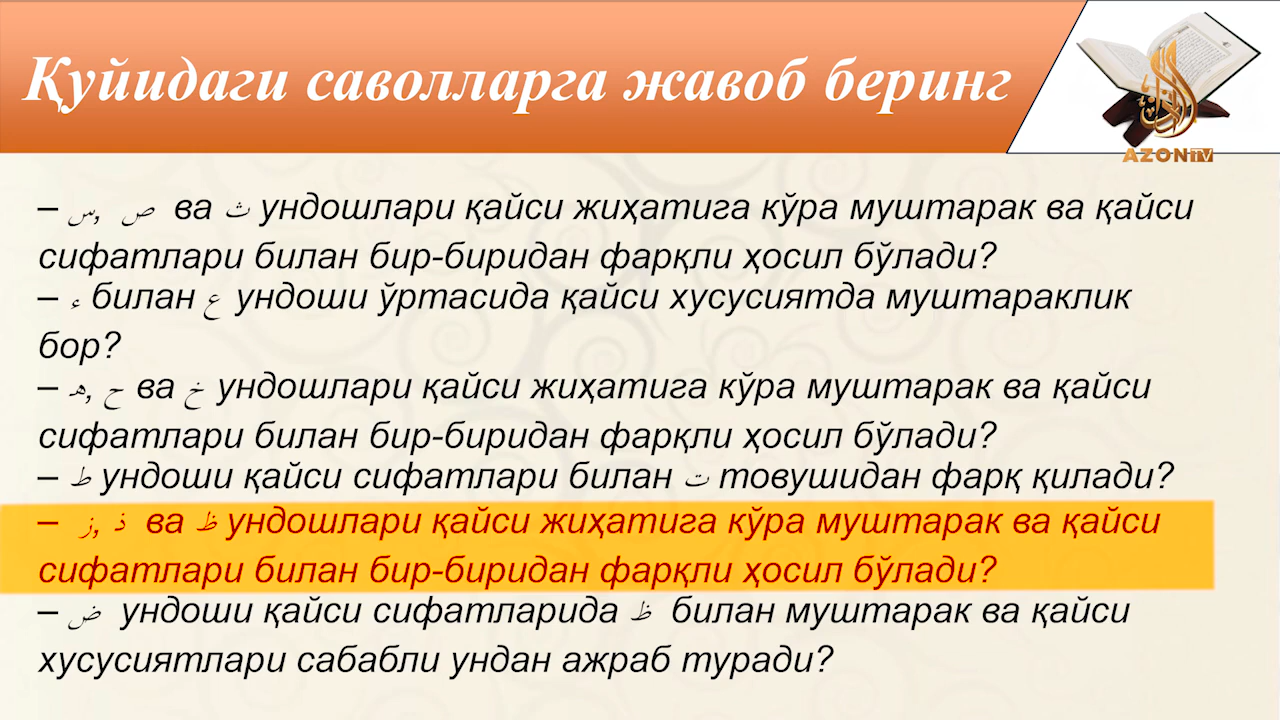 Қуйидаги саволларга жавоб беринг
AZON TV
– س, ص ва ث ундошлари қайси жиҳатига кўра муштарак ва қайси
сифатлари билан бир-биридан фарқли ҳосил бўлади?
– ء билан ع ундоши ўртасида қайси хусусиятда муштараклик
бор?
– هـ, ح ва خ ундошлари қайси жиҳатига кўра муштарак ва қайси
сифатлари билан бир-биридан фарқли ҳосил бўлади?
– ط ундоши қайси сифатлари билан ت товушидан фарқ қилади?
– ز, ذ ва ظ ундошлари қайси жиҳатига кўра муштарак ва қайси
сифатлари билан бир-биридан фарқли ҳосил бўлади?
– ض ундоши қайси сифатларида ظ билан муштарак ва қайси
хусусиятлари сабабли ундан ажраб туради?